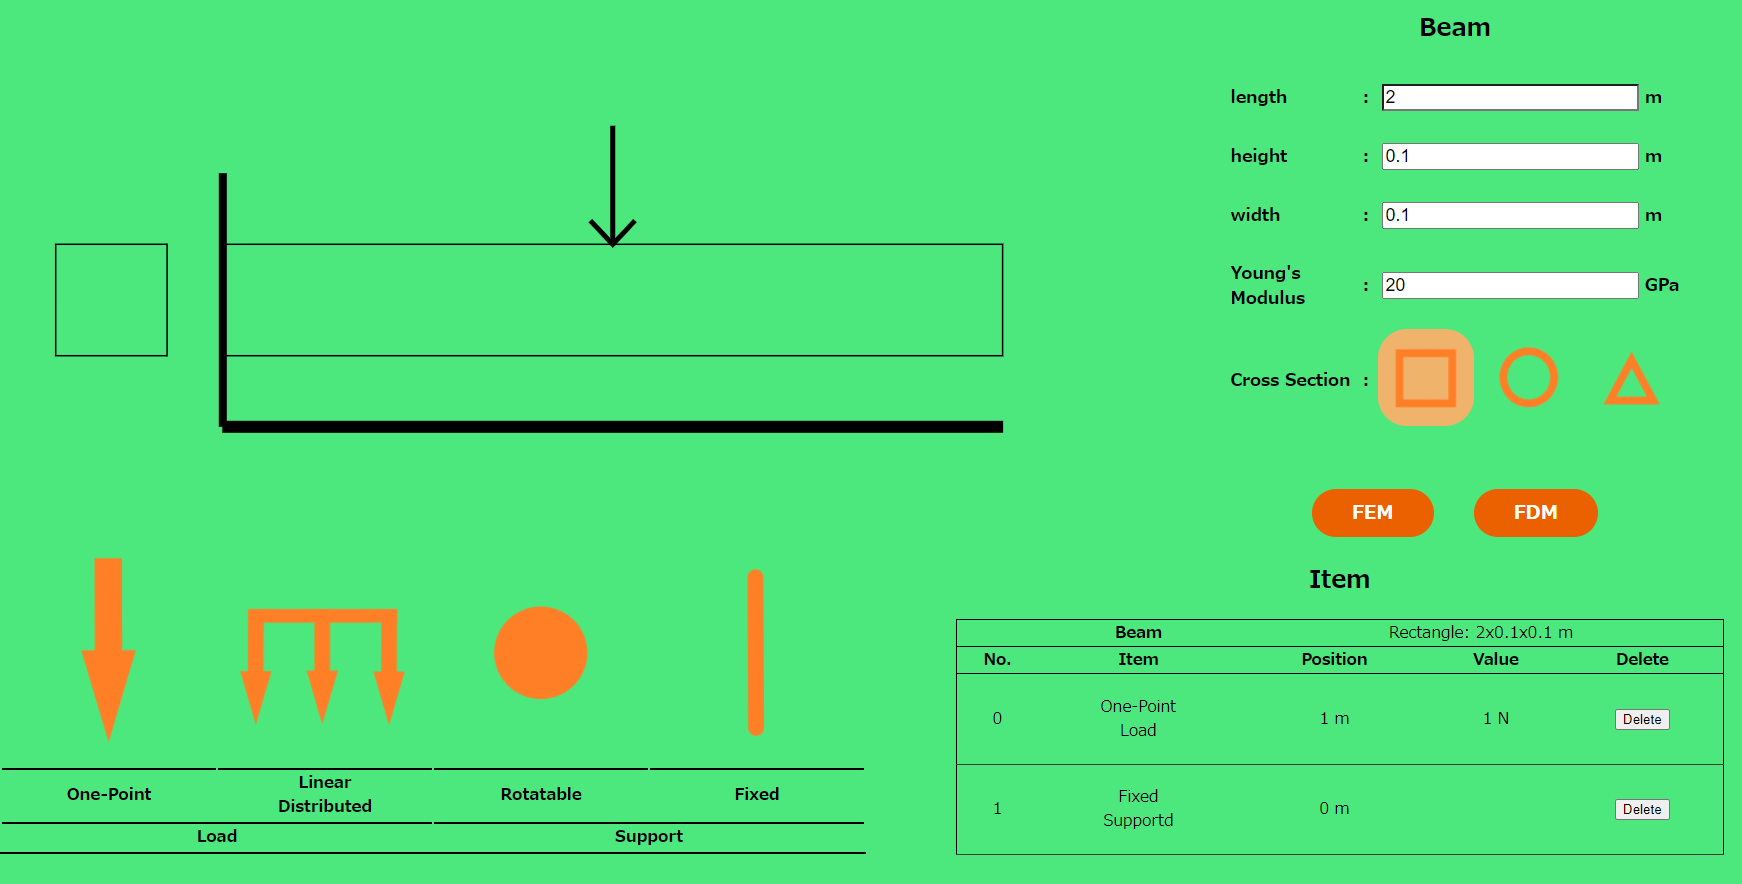 Beam
length : 2 m
height : 0.1 m
width : 0.1 m
Young's
Modulus : 20 GPa
Cross Section :
FEM FDM
One-Point
Linear
Distributed
Rotatable
Fixed
Load Support
Item
Beam Rectangle: 2x0.1x0.1 m
No. Item Position Value Delete
0 One-Point
Load 1 m 1 N Delete
1 Fixed
Supportd 0 m Delete